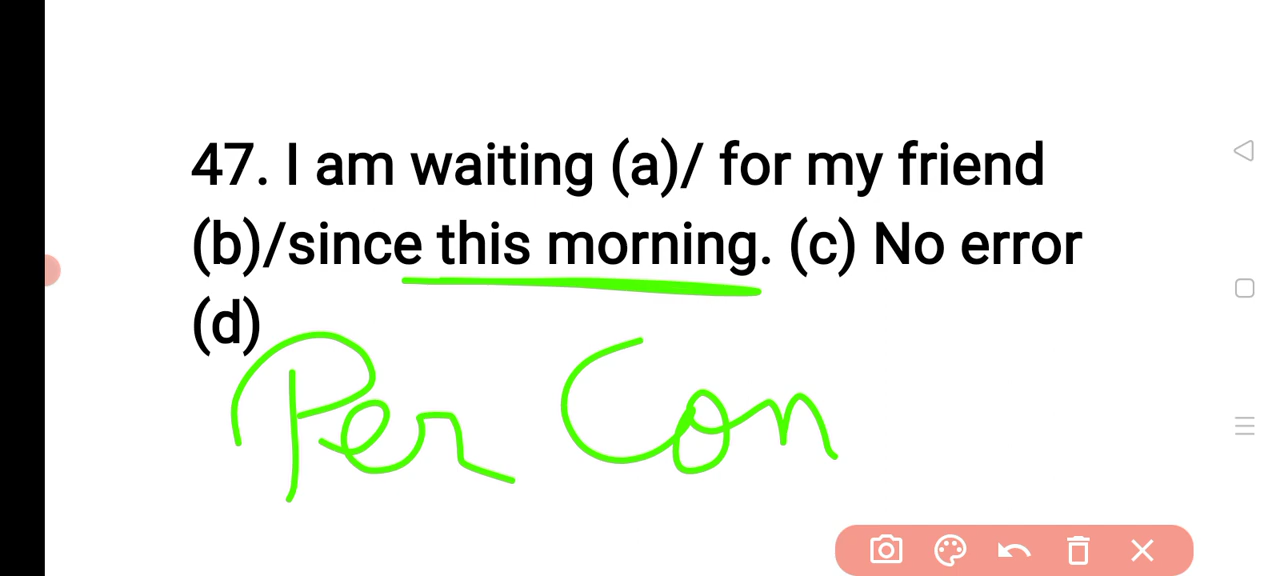 47. I am waiting (a)/ for my friend
(b)/since this morning. (c) No error
(d)
Per Con